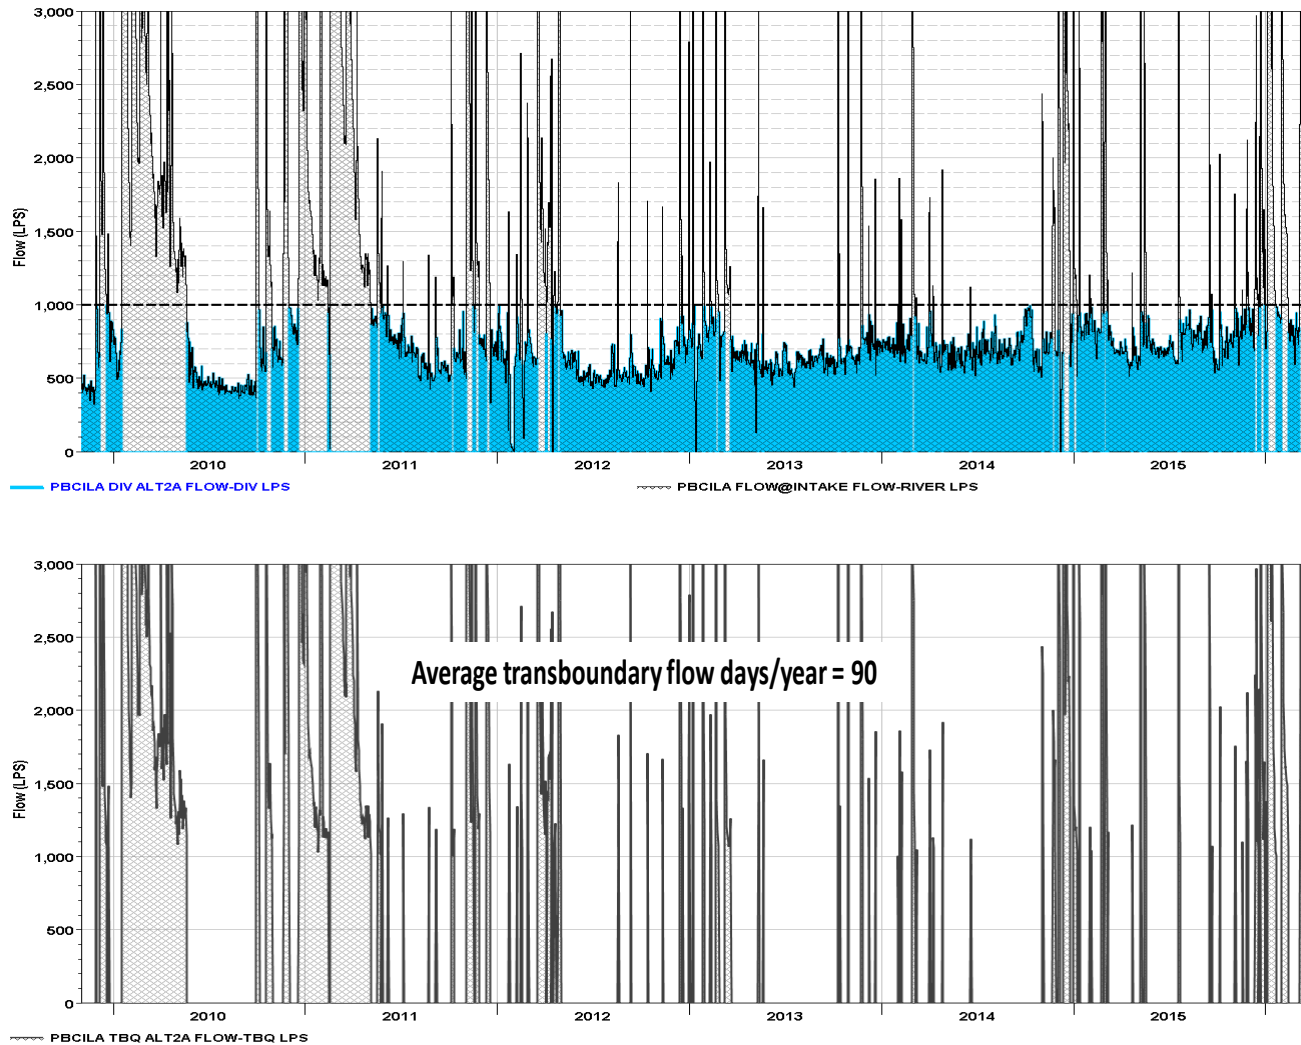 3,000
2,500
2,000
1,500
1,000
500
0
Flow (LPS)
2010 2011 2012 2013 2014 2015
PBCILA DIV ALT2A FLOW-DIV LPS PBCILA FLOW@INTAKE FLOW-RIVER LPS
3,000
2,500
2,000
1,500
1,000
500
0
Flow (LPS)
Average transboundary flow days/year = 90
2010 2011 2012 2013 2014 2015
PBCILA TBQ ALT2A FLOW-TBQ LPS